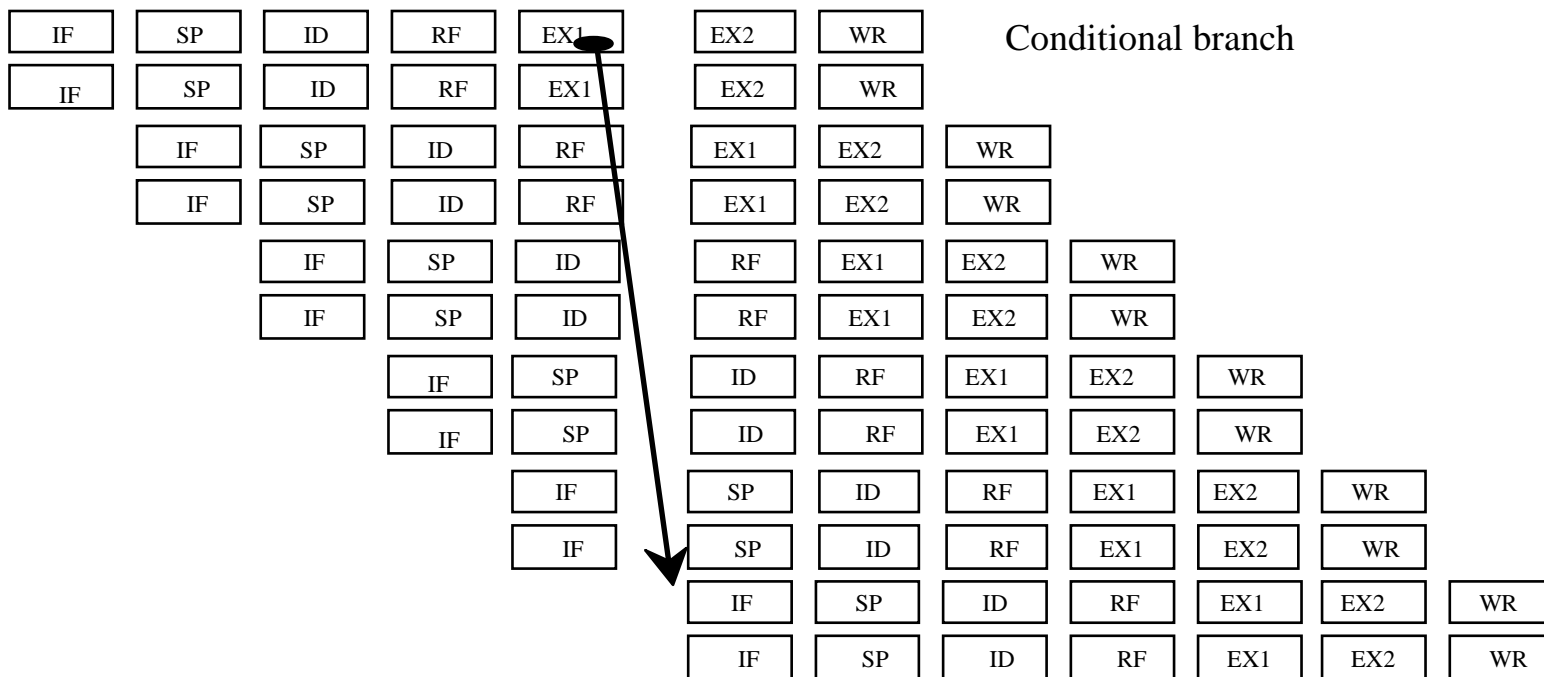 IF SP ID RF EX1 EX2 WR Conditional branch
IF SP ID RF EX1 EX2 WR
IF SP ID RF EX1 EX2 WR
IF SP ID RF EX1 EX2 WR
IF SP ID RF EX1 EX2 WR
IF SP ID RF EX1 EX2 WR
IF SP ID RF EX1 EX2 WR
IF SP ID RF EX1 EX2 WR
IF SP ID RF EX1 EX2 WR
IF SP ID RF EX1 EX2 WR
IF SP ID RF EX1 EX2 WR
IF SP ID RF EX1 EX2 WR